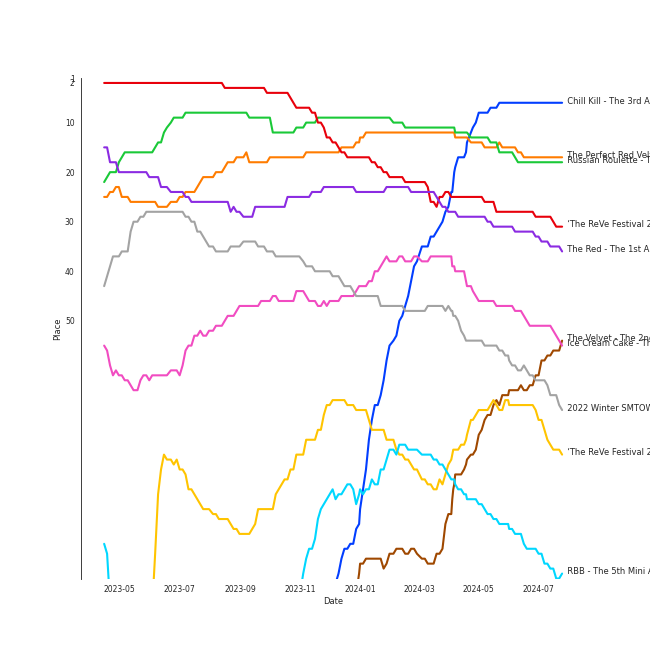 1
2
10
20
30
40
50
Place
Chill Kill - The 3rd A
The Perfect Red Vel
Russian Roulette - T
'The ReVe Festival 2
The Red - The 1st A
The Velvet - The 2n
Ice Cream Cake - Th
2022 Winter SMTOW
'The ReVe Festival 2
RBB - The 5th Mini A
2023-05 2023-07 2023-09 2023-11 2024-01 2024-03 2024-05 2024-07
Date